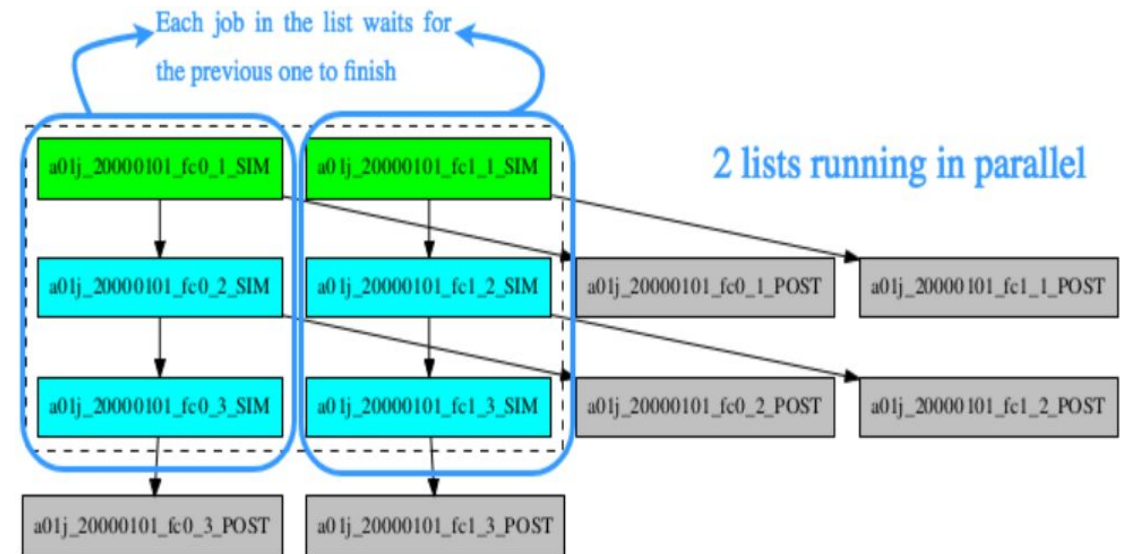 Each job in the list waits for
the previous one to finish
2 lists running in parallel
a01j_20000101_fc0_1_SIM
a01j_20000101_fc1_1_SIM
a01j_20000101_fc0_2_SIM
a01j_20000101_fc1_2_SIM
a01j_20000101_fc0_1_POST
a01j_20000101_fc1_1_POST
a01j_20000101_fc0_3_SIM
a01j_20000101_fc1_3_SIM
a01j_20000101_fc0_2_POST
a01j_20000101_fc1_2_POST
a01j_20000101_fc0_3_POST
a01j_20000101_fc1_3_POST